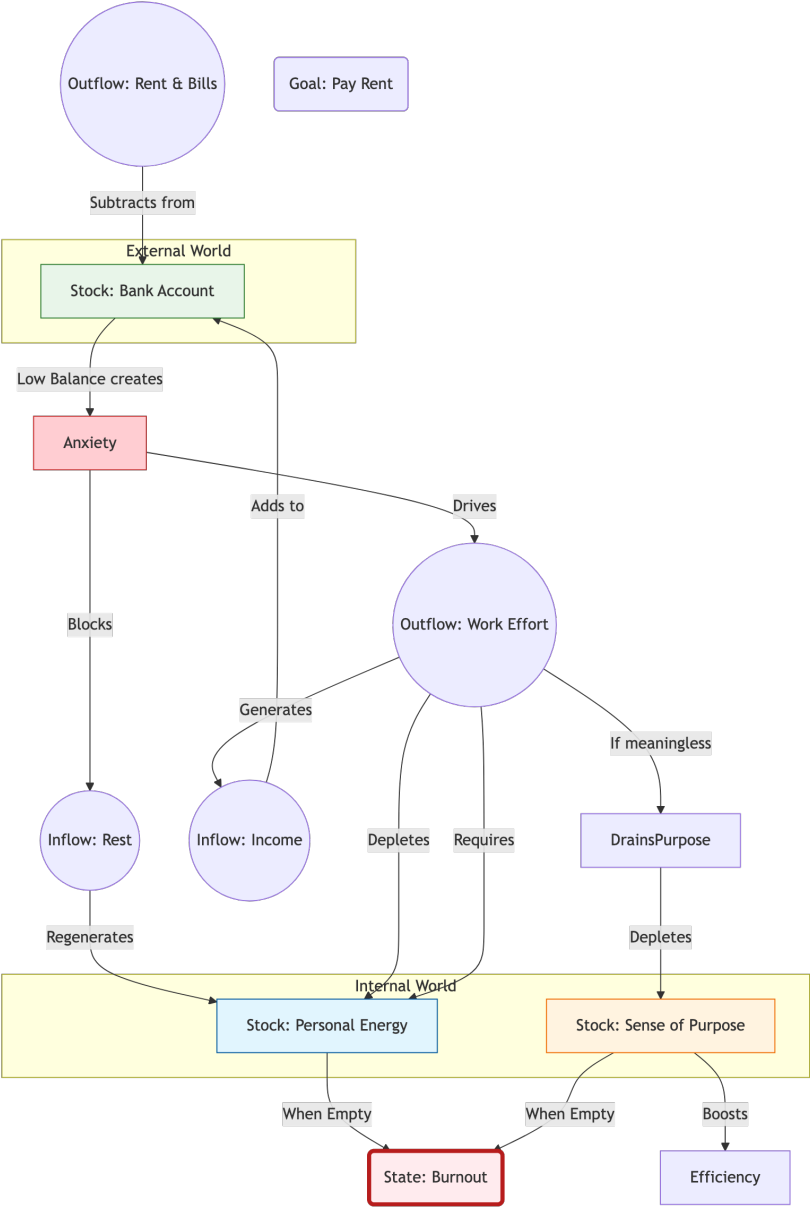 Outflow: Rent & Bills
Goal: Pay Rent
Subtracts from
External World
Stock: Bank Account
Low Balance creates
Anxiety
Adds to
Drives
Blocks
Outflow: Work Effort
Generates
If meaningless
Inflow: Rest
Inflow: Income
Depletes
Requires
DrainsPurpose
Regenerates
Depletes
Internal World
Stock: Personal Energy
Stock: Sense of Purpose
When Empty
When Empty
Boosts
State: Burnout
Efficiency